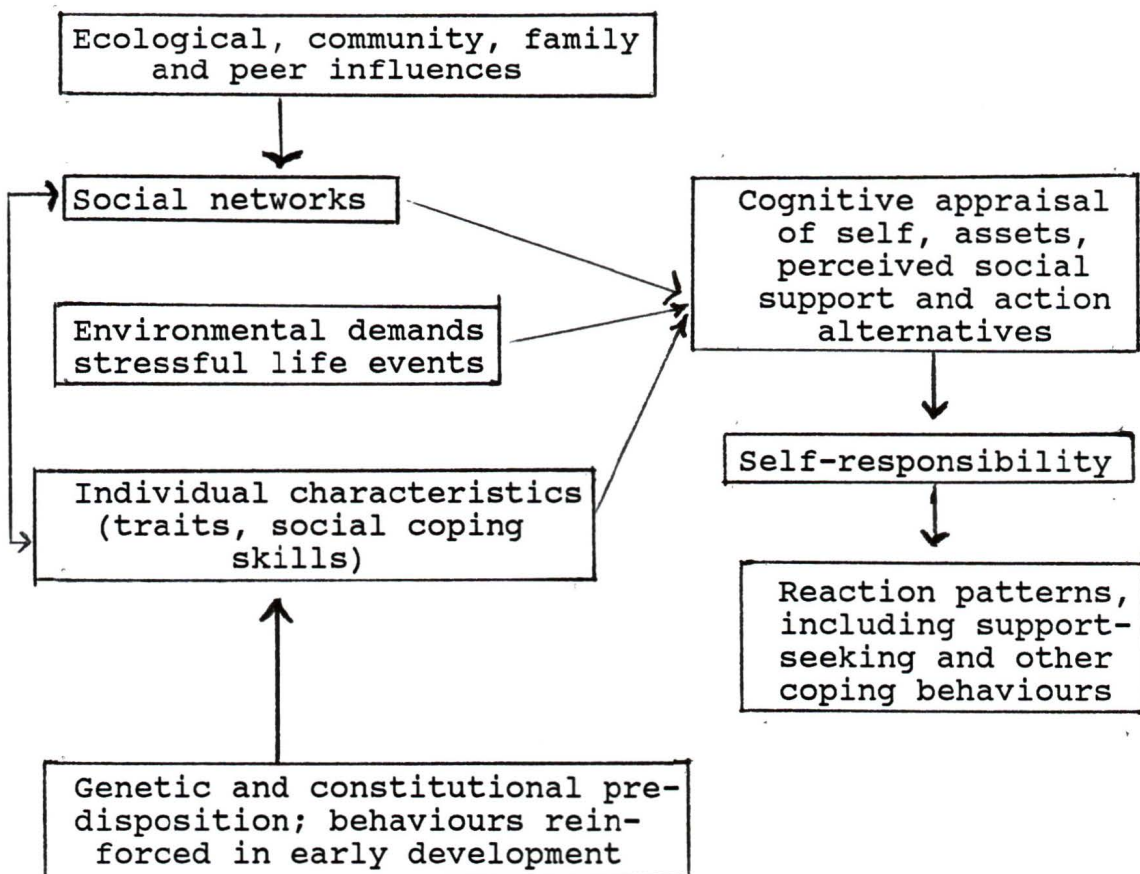 Ecological, community, family
and peer influences
Social networks
Environmental demands
stressful life events
Individual characteristics
(traits, social coping
skills)
Genetic and constitutional pre-
disposition; behaviours rein-
forced in early development
Cognitive appraisal
of self, assets,
perceived social
support and action
alternatives
Self-responsibility
Reaction patterns,
including support-
seeking and other
coping behaviours